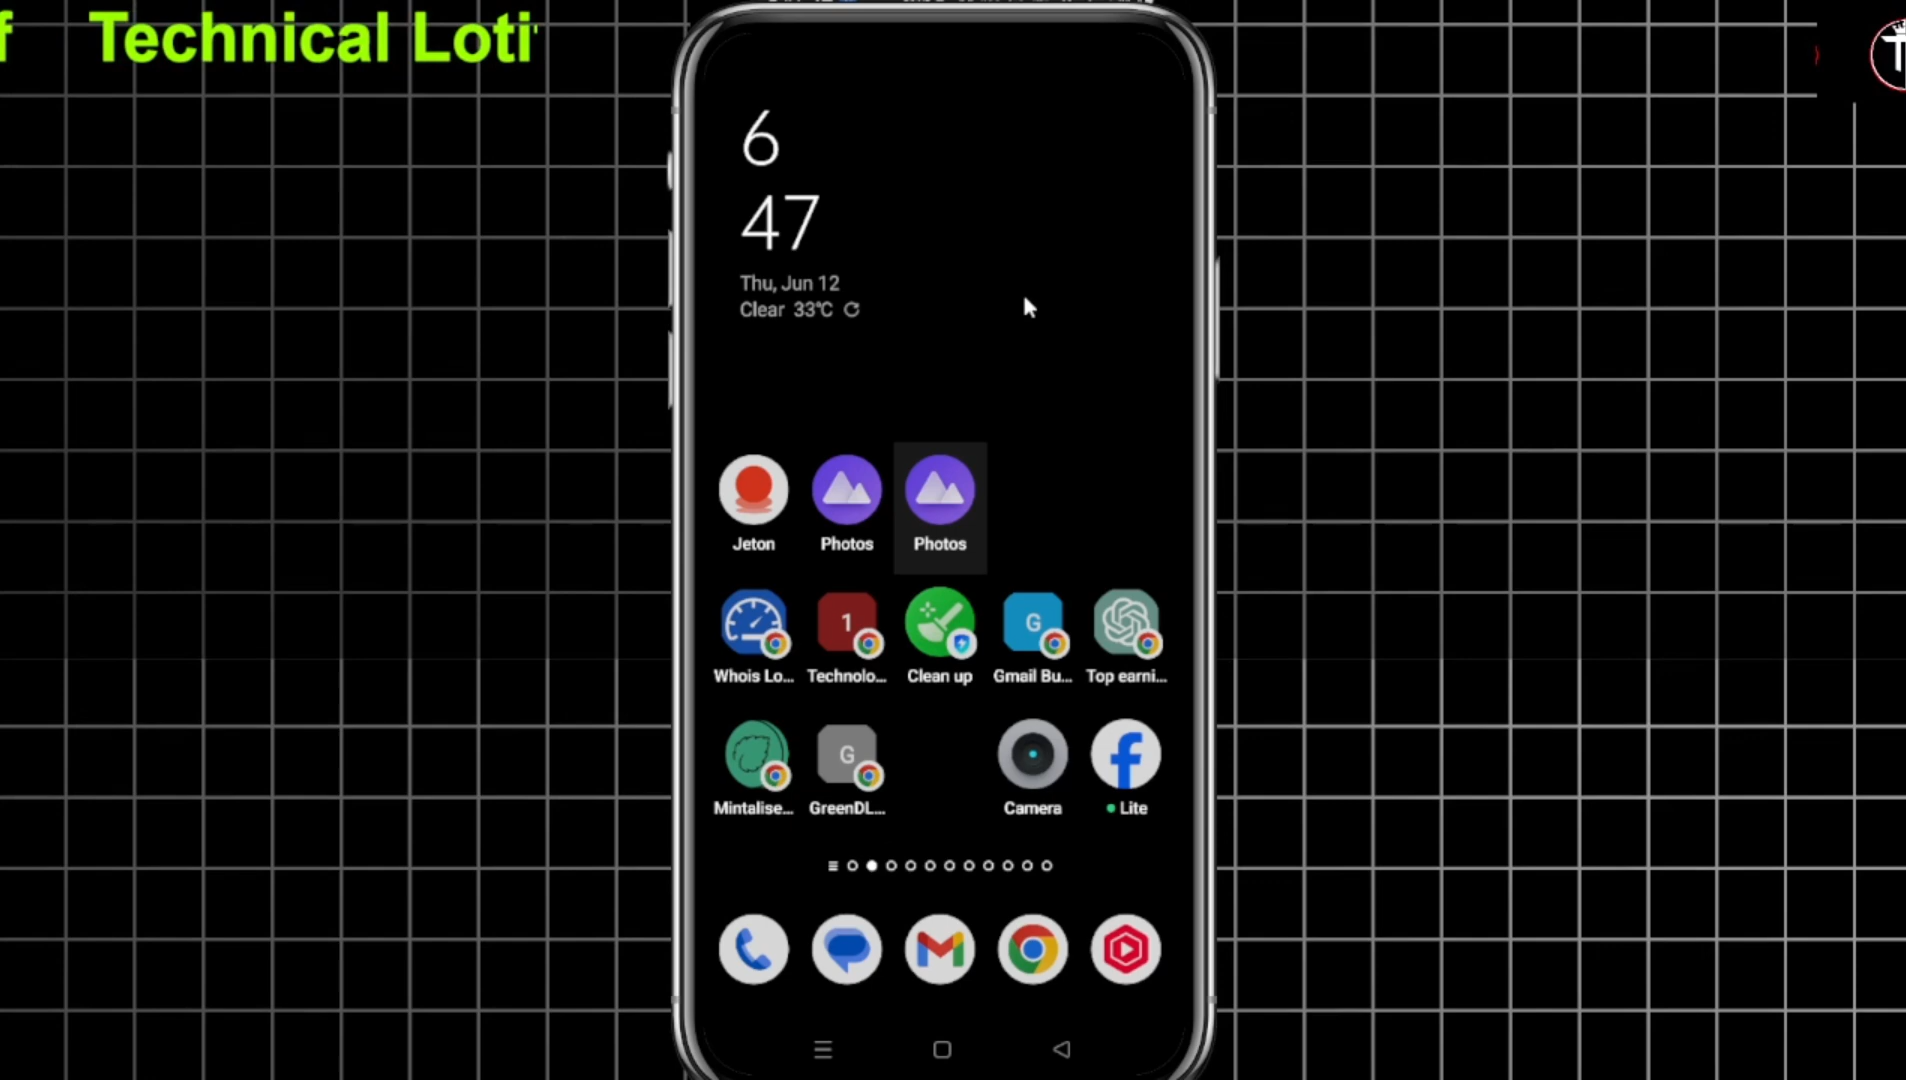 Technical Loti
6
47
Thu, Jun 12
Clear 33°C
Jeton
Photos
Photos
1
G
Whois Lo...
Technolo...
Clean up
Gmail Bu...
Top earni...
G
Mintalise...
GreenDL...
Camera
Lite